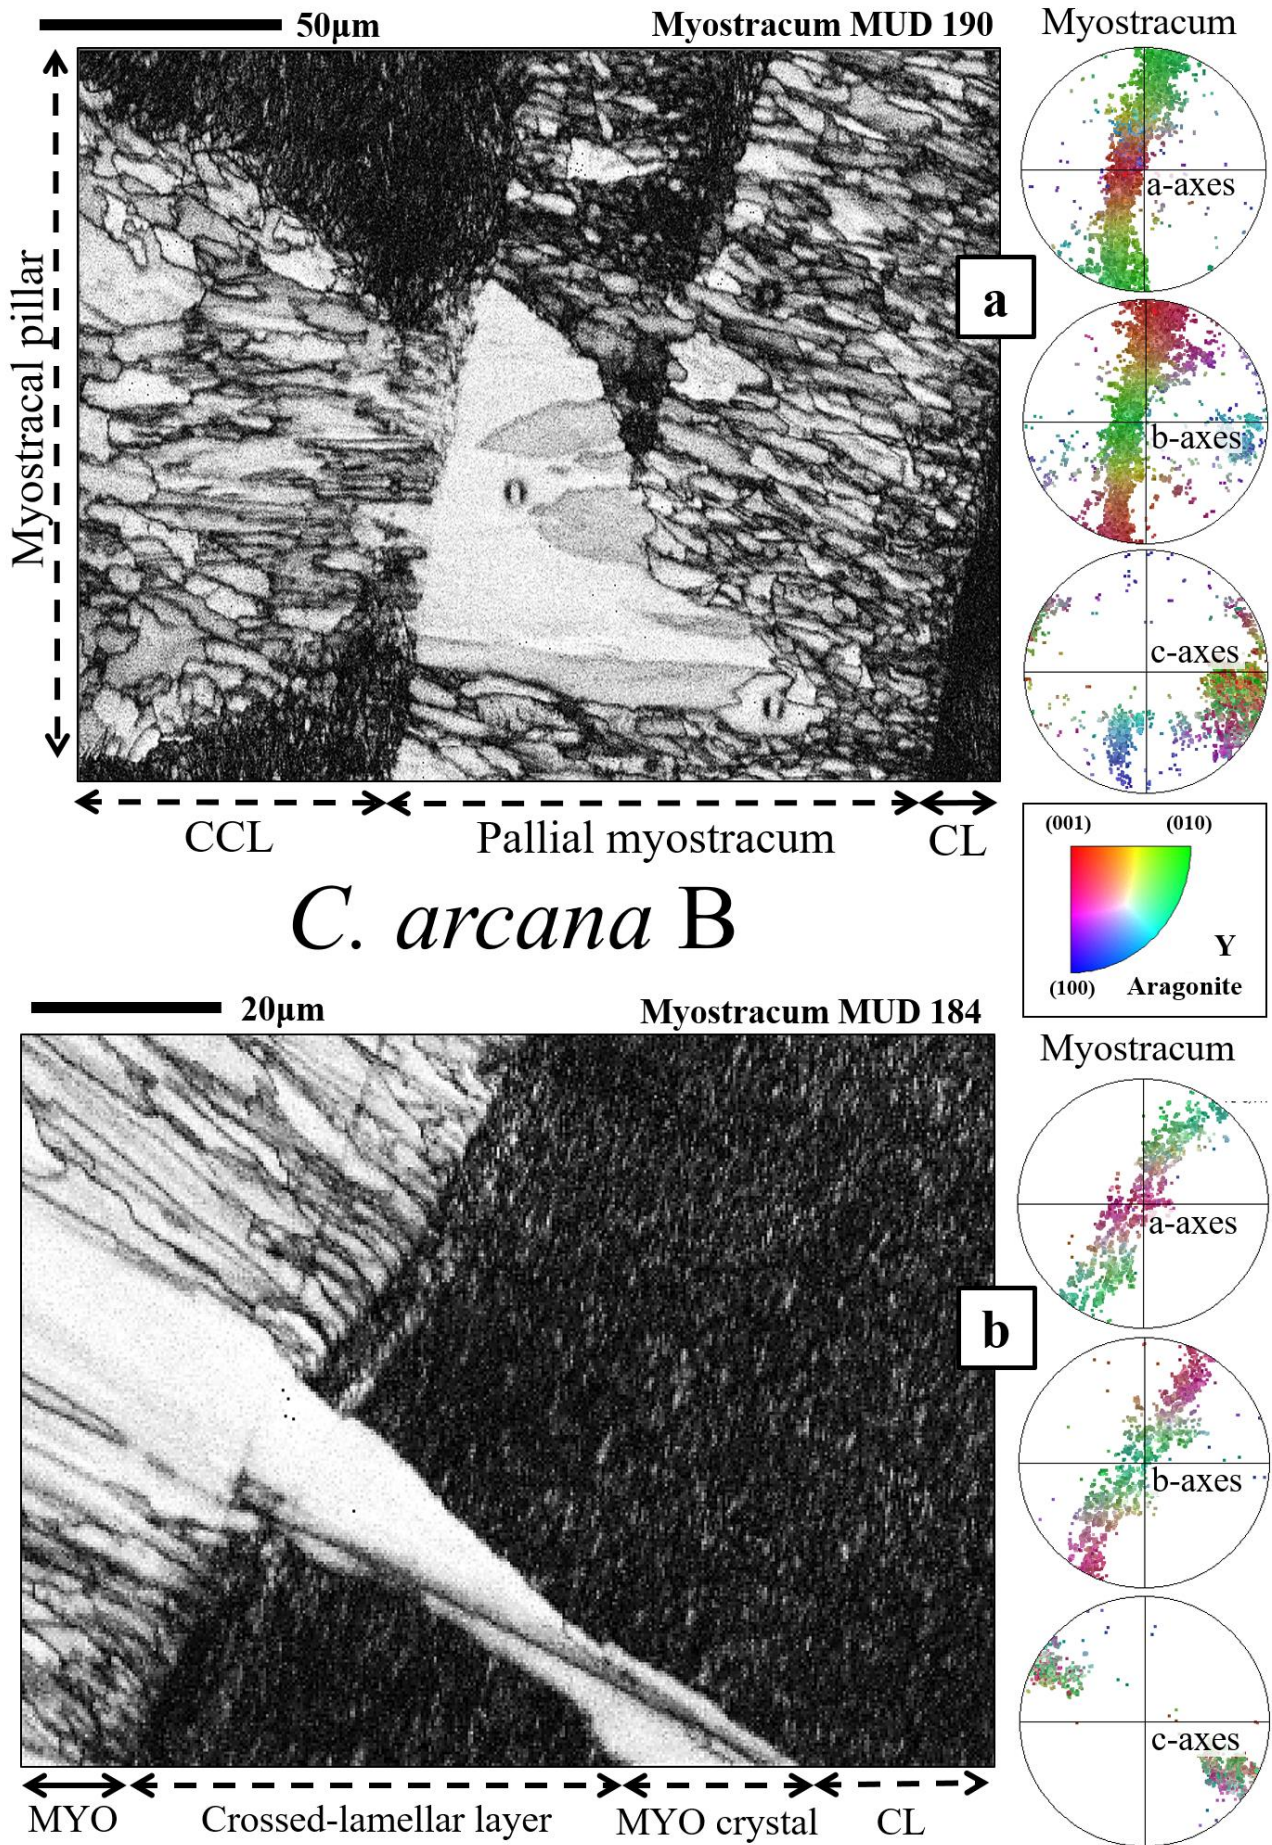 50μm
Myostracum MUD 190
Myostracum
Myostracal pillar
a-axes
a
b-axes
c-axes
CCL
Pallial myostracum
CL
C. arcana B
(001)
(010)
Y
(100)
Aragonite
20μm
Myostracum MUD 184
Myostracum
a-axes
b
b-axes
c-axes
MYO
Crossed-lamellar layer
MYO crystal
CL